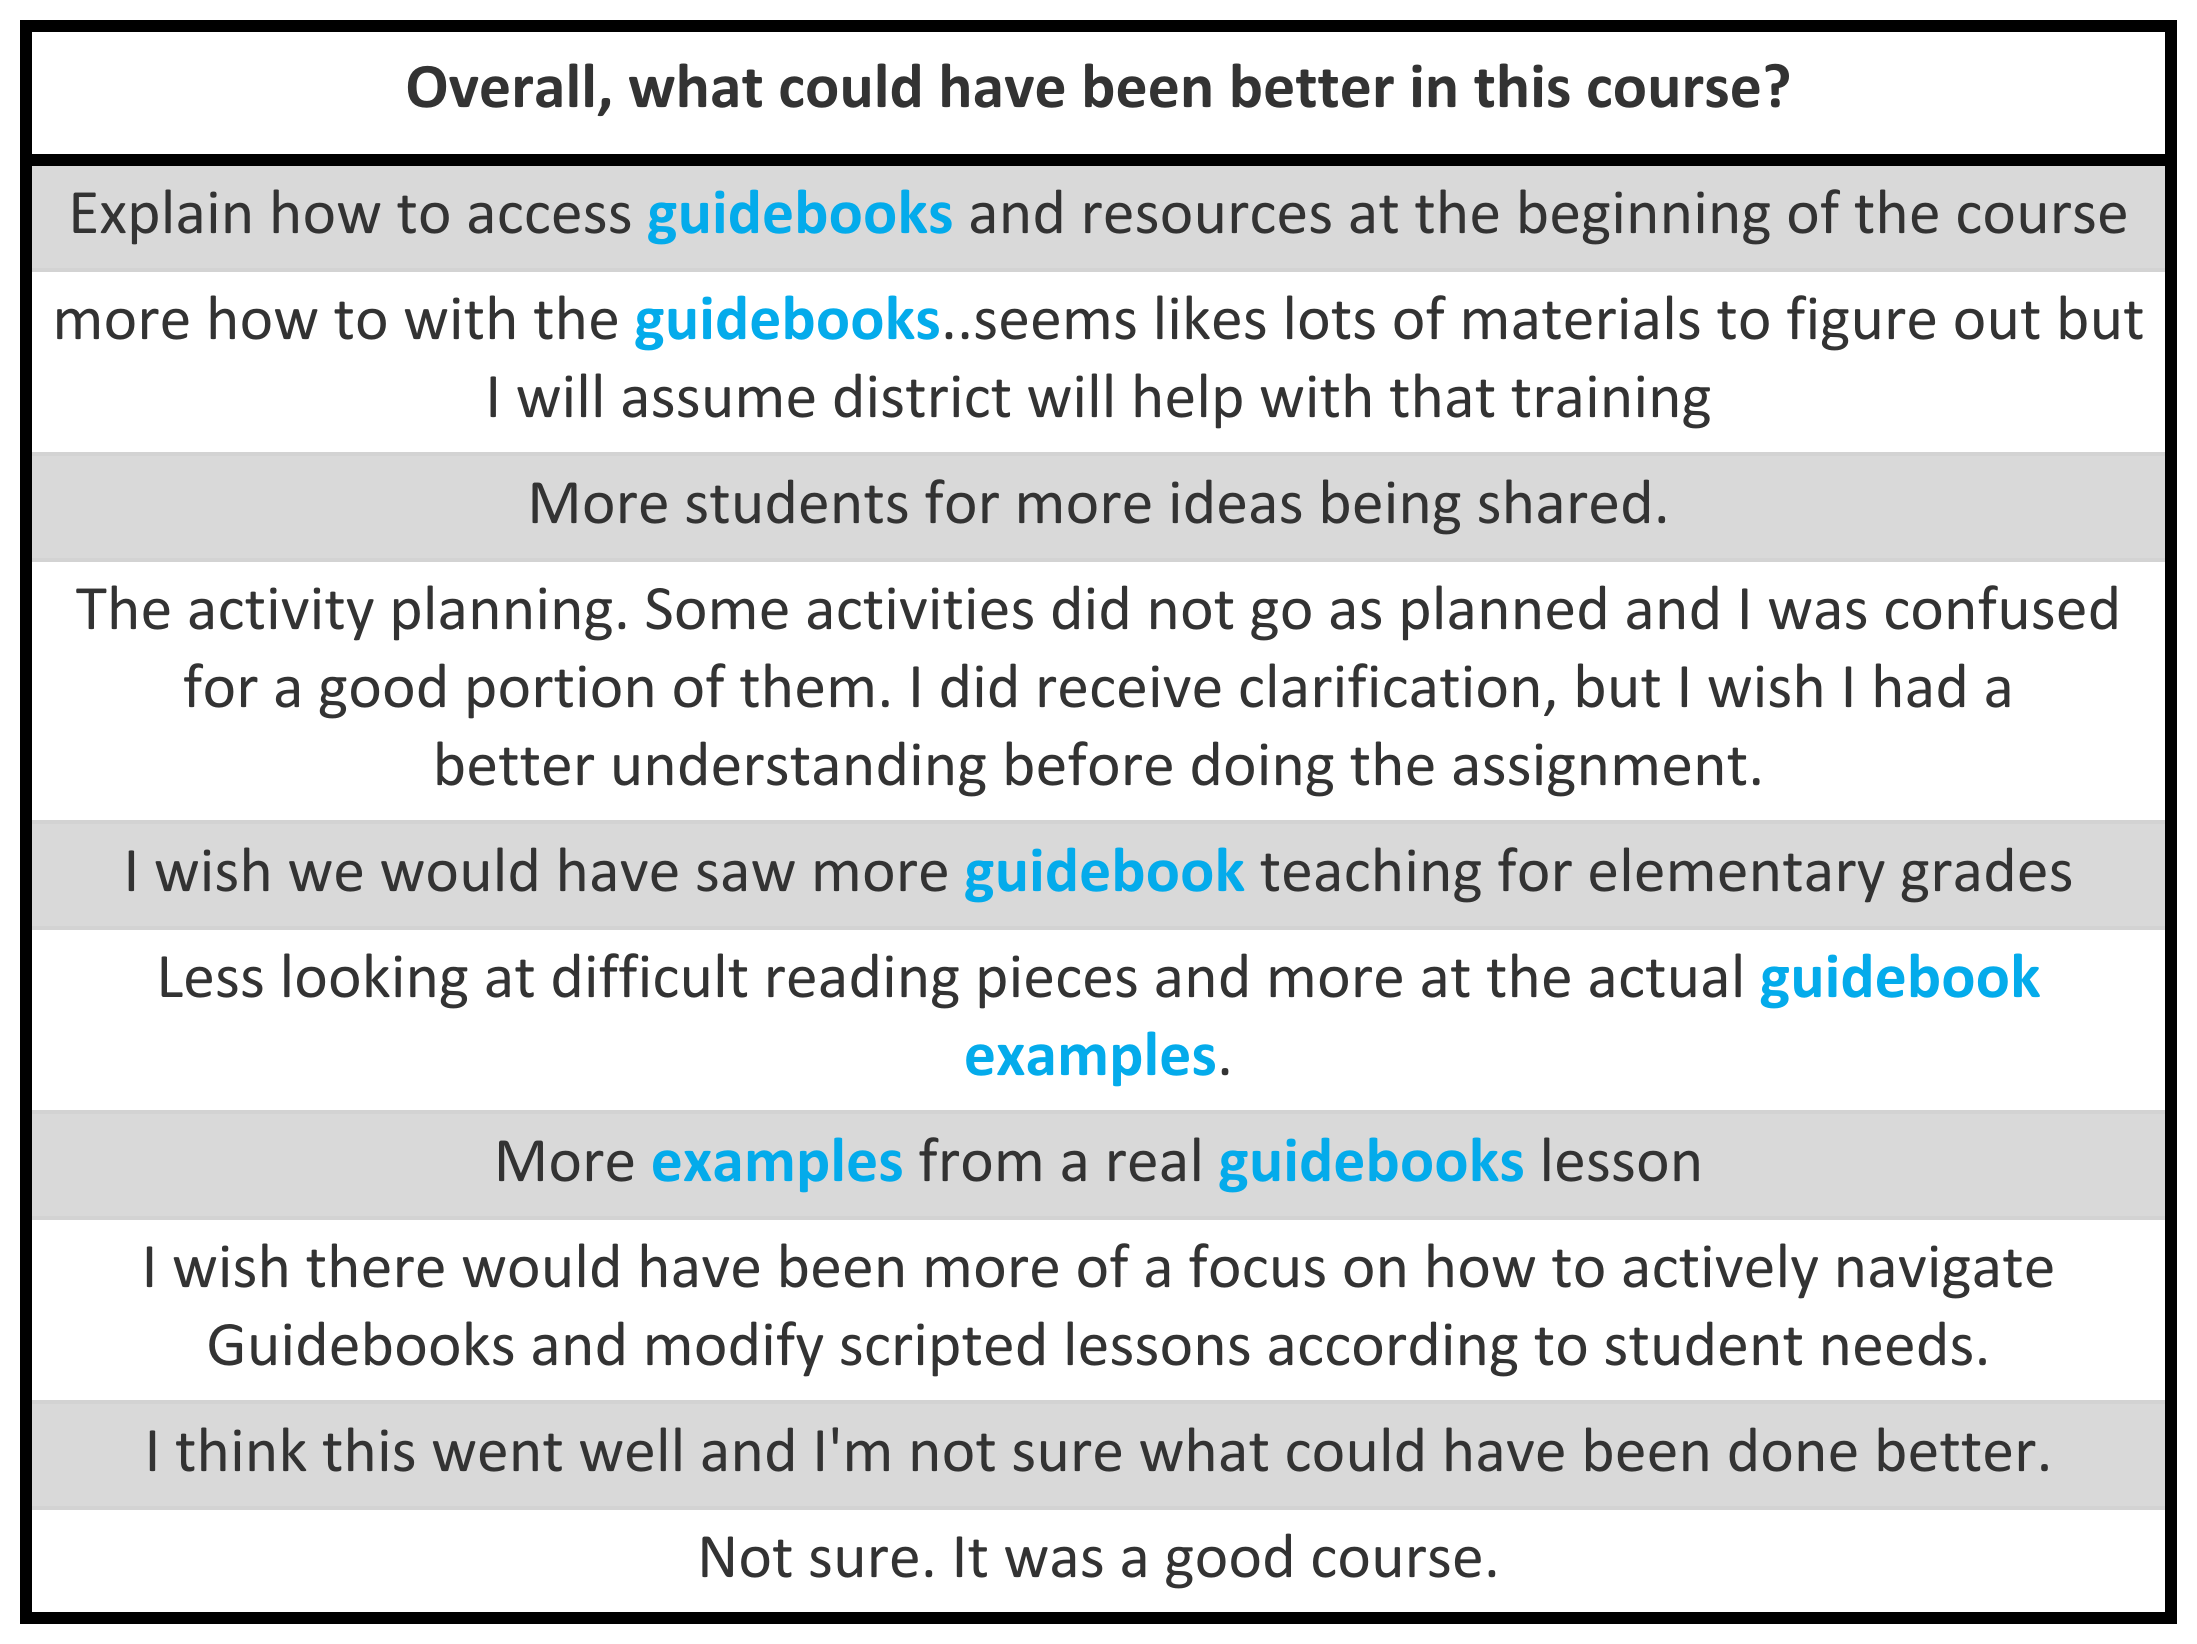 Overall, what could have been better in this course?
Explain how to access guidebooks and resources at the beginning of the course
more how to with the guidebooks..seems likes lots of materials to figure out but
I will assume district will help with that training
More students for more ideas being shared.
The activity planning. Some activities did not go as planned and I was confused
for a good portion of them. I did receive clarification, but I wish I had a
better understanding before doing the assignment.
I wish we would have saw more guidebook teaching for elementary grades
Less looking at difficult reading pieces and more at the actual guidebook
examples.
More examples from a real guidebooks lesson
I wish there would have been more of a focus on how to actively navigate
Guidebooks and modify scripted lessons according to student needs.
I think this went well and I'm not sure what could have been done better.
Not sure. It was a good course.